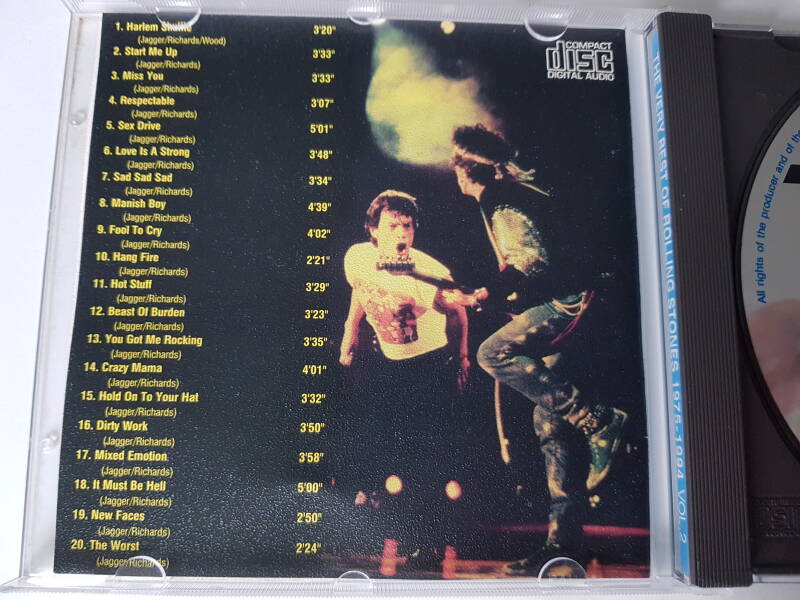 1. Harlem Shuffle 3'20"
(Jagger/Richards/Wood)
2. Start Me Up 3'33"
(Jagger/Richards)
3. Miss You 3'33"
(Jagger/Richards)
4. Respectable 3'07"
(Jagger/Richards)
5. Sex Drive 5'01"
(Jagger/Richards)
6. Love Is A Strong 3'48"
(Jagger/Richards)
7. Sad Sad Sad 3'34"
(Jagger/Richards)
8. Manish Boy 4'39"
(Jagger/Richards)
9. Fool To Cry 4'02"
(Jagger/Richards)
10. Hang Fire 2'21"
(Jagger/Richards)
11. Hot Stuff 3'29"
(Jagger/Richards)
12. Beast Of Burden 3'23"
(Jagger/Richards)
13. You Got Me Rocking 3'35"
(Jagger/Richards)
14. Crazy Mama 4'01"
(Jagger/Richards)
15. Hold On To Your Hat 3'32"
(Jagger/Richards)
16. Dirty Work 3'50"
(Jagger/Richards)
17. Mixed Emotion 3'58"
(Jagger/Richards)
18. It Must Be Hell 5'00"
(Jagger/Richards)
19. New Faces 2'50"
(Jagger/Richards)
20. The Worst 2'24"
(Jagger/Richards)
COMPACT
disc
DIGITAL AUDIO
THE VERY BEST OF ROLLING STONES 1975-1994 VOL. 2
All rights of the producer and of the